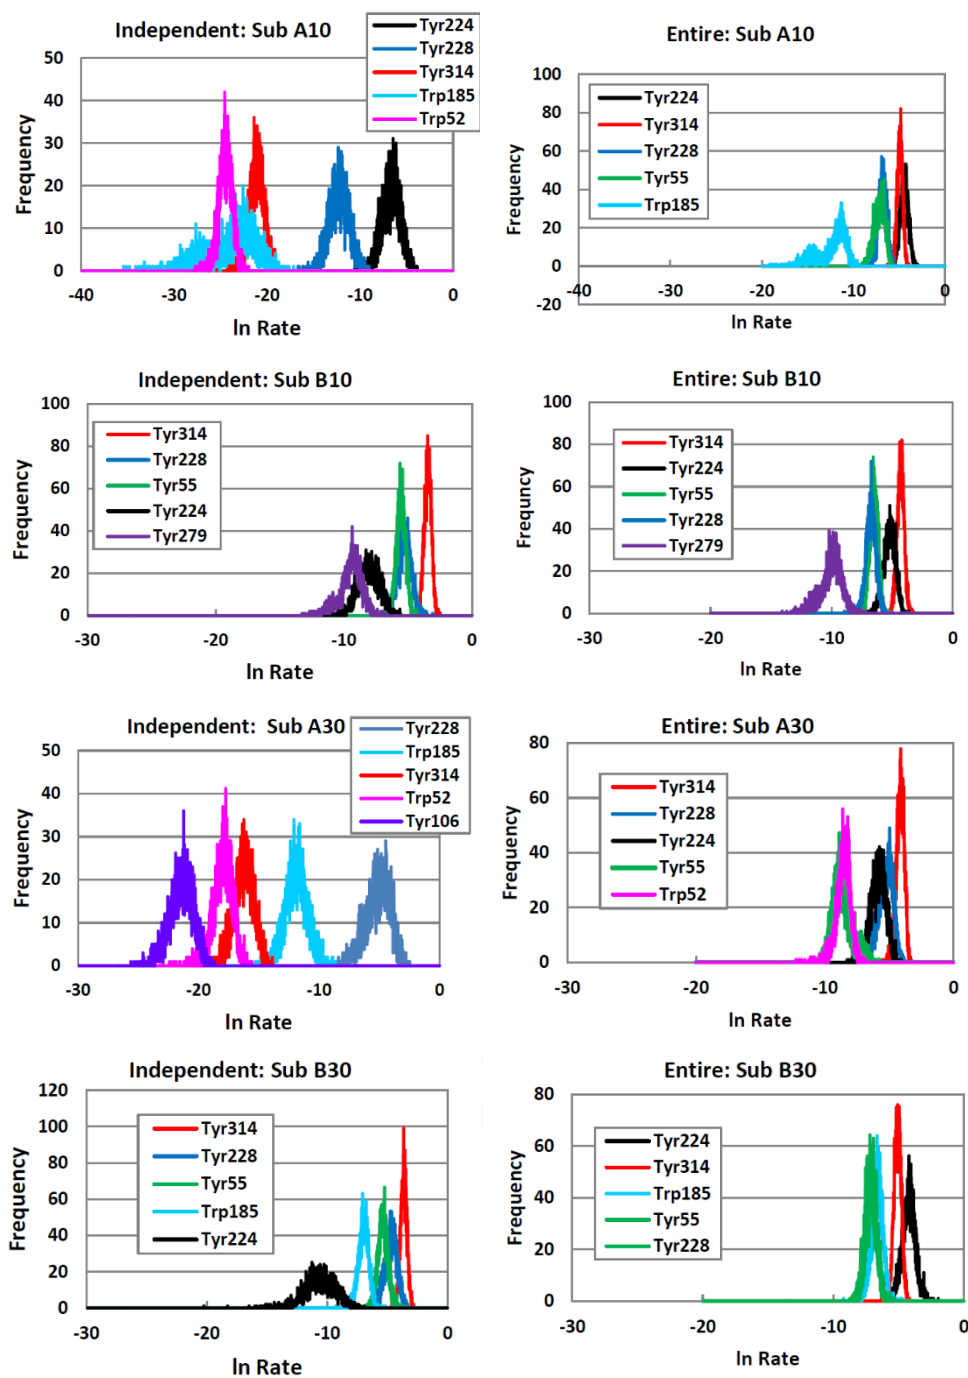 Independent: Sub A10
Tyr224
Tyr228
Tyr314
Trp185
Trp52
Frequency
50
40
30
20
10
0
-40
-30
-20
-10
0
ln Rate
Entire: Sub A10
Tyr224
Tyr314
Tyr228
Tyr55
Trp185
Frequency
100
80
60
40
20
0
-20
-40
-30
-20
-10
0
ln Rate
Independent: Sub B10
Tyr314
Tyr228
Tyr55
Tyr224
Tyr279
Frequency
100
80
60
40
20
0
-30
-20
-10
0
ln Rate
Entire: Sub B10
Tyr314
Tyr224
Tyr55
Tyr228
Tyr279
Frequency
100
80
60
40
20
0
-30
-20
-10
0
ln Rate
Independent: Sub A30
Tyr228
Trp185
Tyr314
Trp52
Tyr106
Frequency
50
40
30
20
10
0
-30
-20
-10
0
ln Rate
Entire: Sub A30
Tyr314
Tyr228
Tyr224
Tyr55
Trp52
Frequency
80
60
40
20
0
-30
-20
-10
0
ln Rate
Independent: Sub B30
Tyr314
Tyr228
Tyr55
Trp185
Tyr224
Frequency
120
100
80
60
40
20
0
-30
-20
-10
0
ln Rate
Entire: Sub B30
Tyr224
Tyr314
Trp185
Tyr55
Tyr228
Frequency
80
60
40
20
0
-30
-20
-10
0
ln Rate